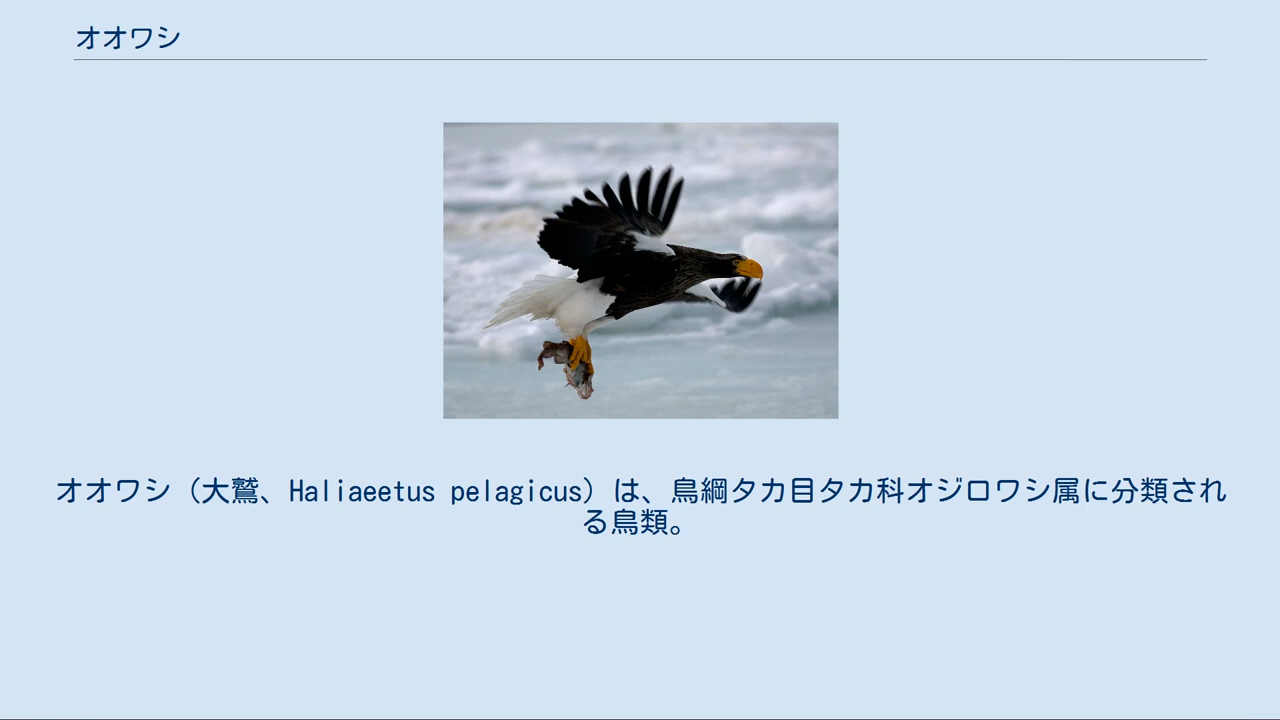 オオワシ
オオワシ（大鷲、Haliaeetus pelagicus）は、鳥綱タカ目タカ科オジロワシ属に分類され
る鳥類。